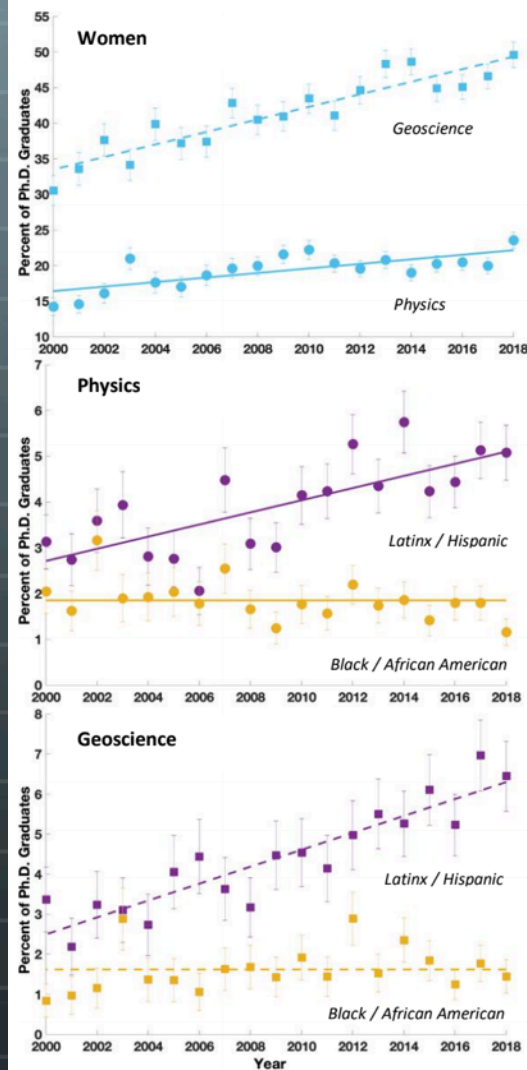 Women
50
45
40
35
30
25
20
15
10
Percent of Ph.D. Graduates
Geoscience
Physics
2000 2002 2004 2006 2008 2010 2012 2014 2016 2018
Physics
7
6
5
4
3
2
1
0
Percent of Ph.D. Graduates
Latinx / Hispanic
Black / African American
2000 2002 2004 2006 2008 2010 2012 2014 2016 2018
Geoscience
8
7
6
5
4
3
2
1
0
Percent of Ph.D. Graduates
Latinx / Hispanic
Black / African American
2000 2002 2004 2006 2008 2010 2012 2014 2016 2018
Year